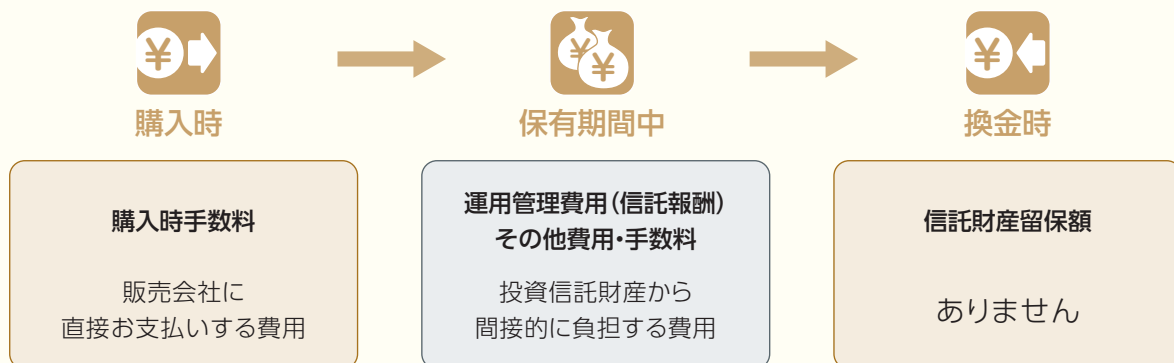 ¥
¥
¥
¥
購入時
保有期間中
換金時
購入時手数料
販売会社に
直接お支払いする費用
運用管理費用(信託報酬)
その他費用・手数料
投資信託財産から
間接的に負担する費用
信託財産留保額
ありません